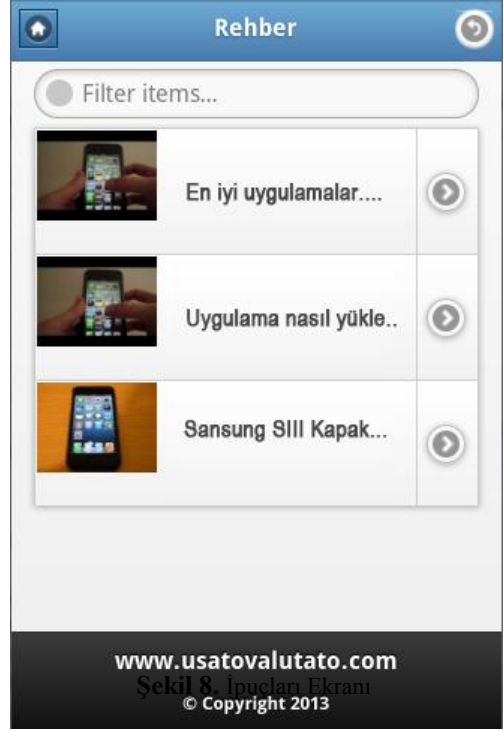 Rehber
Filter items...
En iyi uygulamalar....
Uygulama nasıl yükle..
Sansung SIII Kapak...
www.usatovalutato.com
Şekil 8. İpuçları Ekranı
© Copyright 2013